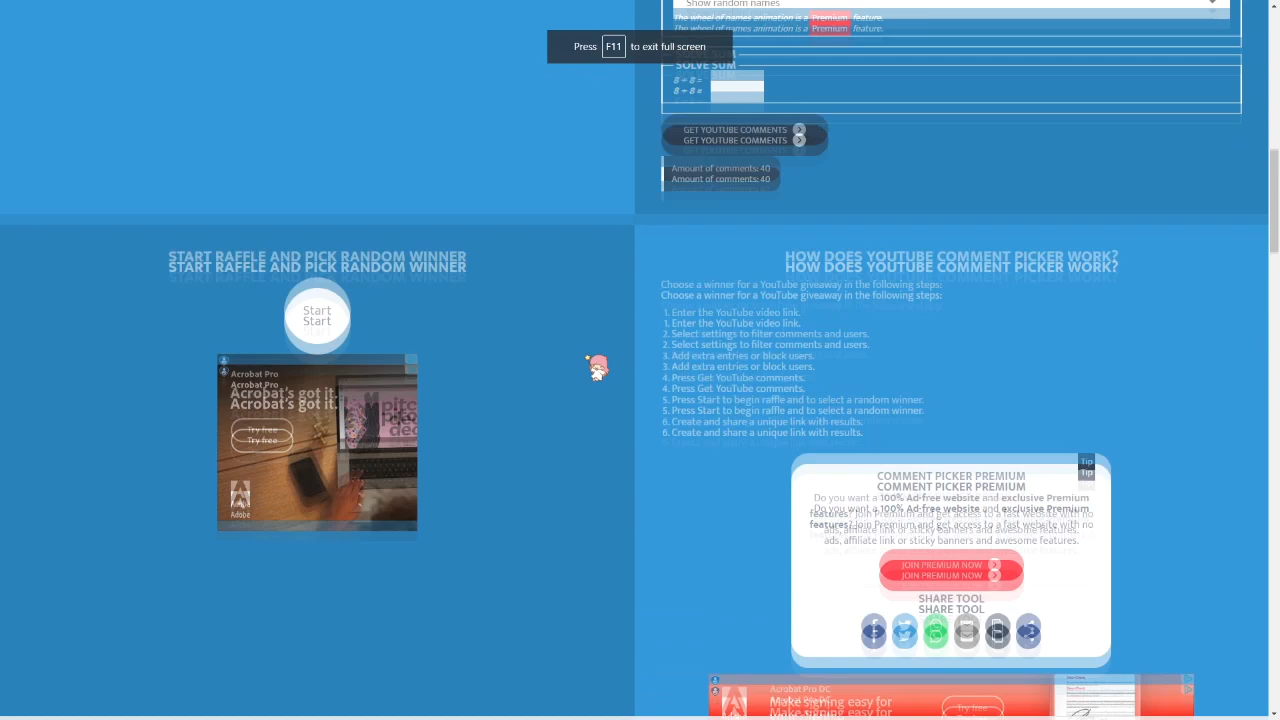 Show random names
The wheel of names animation is a Premium feature.
Press F11 to exit full screen
SOLVE SUM
8 + 8 =
GET YOUTUBE COMMENTS
Amount of comments: 40
START RAFFLE AND PICK RANDOM WINNER
Start
Acrobat Pro
Acrobat's got it.
Try free
Adobe
HOW DOES YOUTUBE COMMENT PICKER WORK?
Choose a winner for a YouTube giveaway in the following steps:
1. Enter the YouTube video link.
2. Select settings to filter comments and users.
3. Add extra entries or block users.
4. Press Get YouTube comments.
5. Press Start to begin raffle and to select a random winner.
6. Create and share a unique link with results.
Tip
COMMENT PICKER PREMIUM
Do you want a 100% Ad-free website and exclusive Premium
features? Join Premium and get access to a fast website with no
ads, affiliate link or sticky banners and awesome features.
JOIN PREMIUM NOW
SHARE TOOL
Acrobat Pro DC
Make signing easy for
Try free